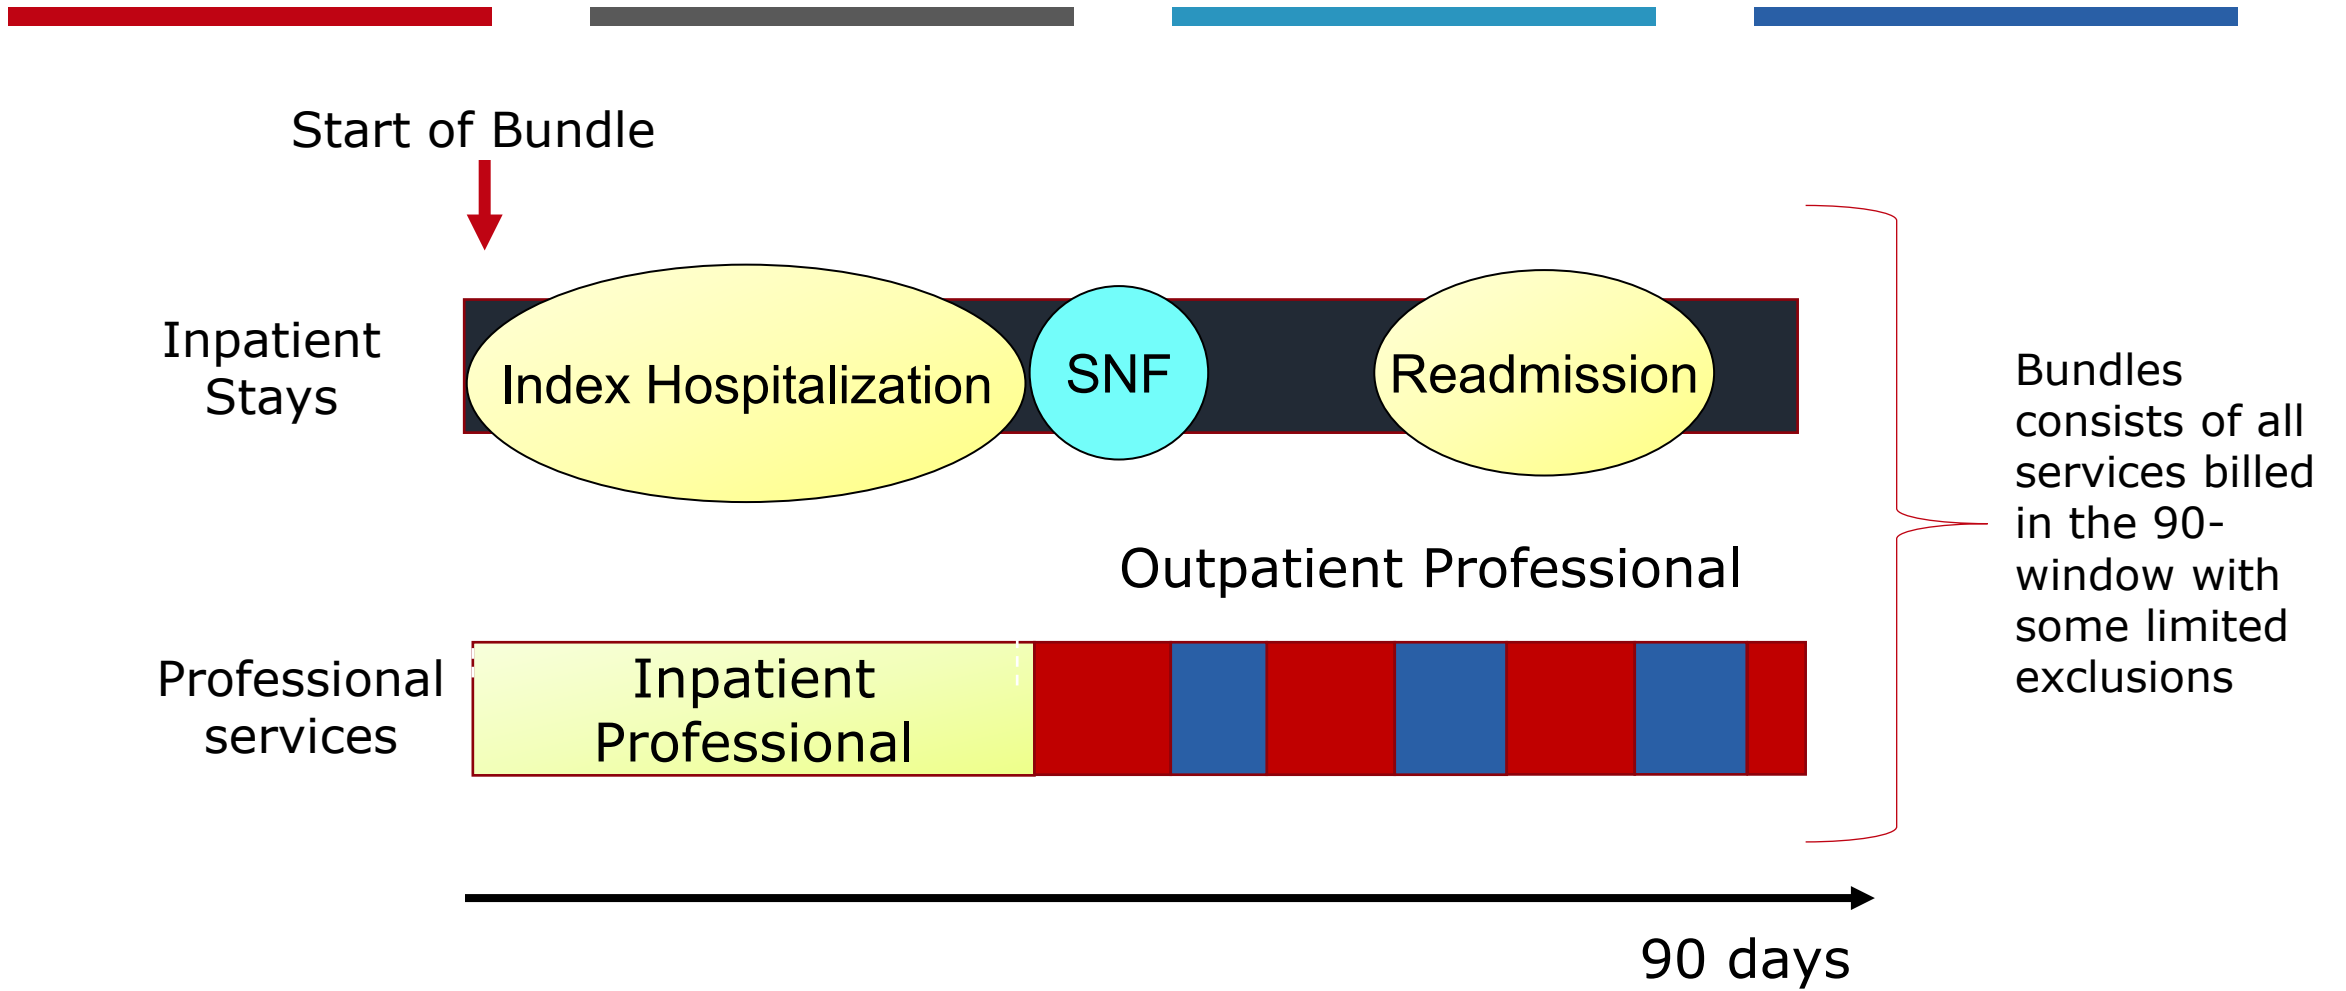 Start of Bundle
Inpatient
Stays
Index Hospitalization
SNF
Readmission
Outpatient Professional
Professional
services
Inpatient
Professional
Bundles
consists of all
services billed
in the 90-
window with
some limited
exclusions
90 days